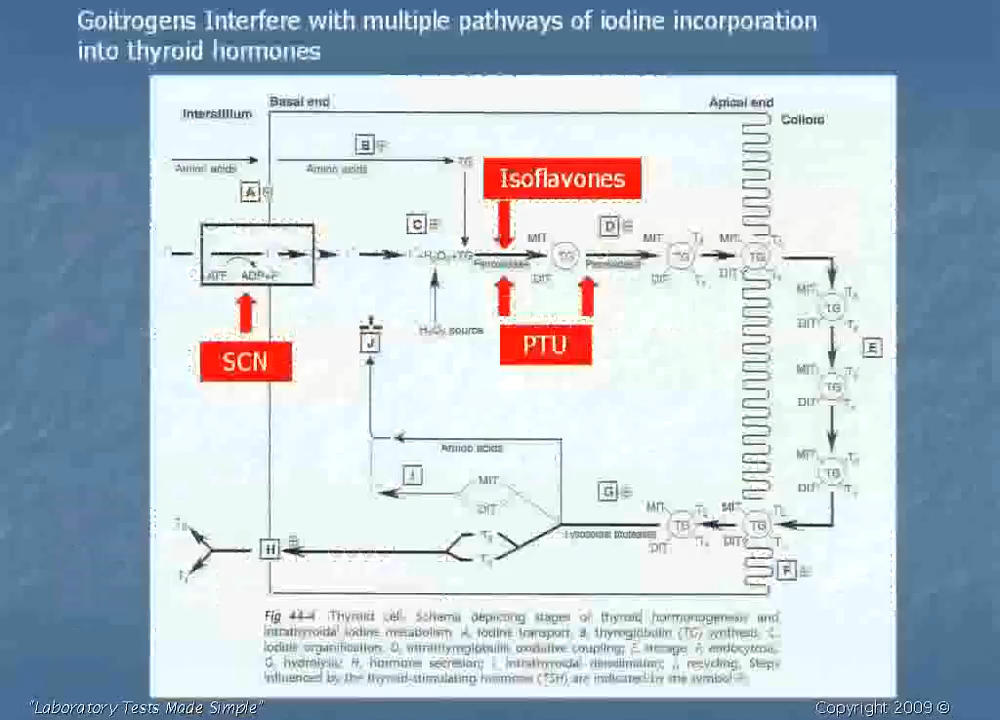 Goitrogens Interfere with multiple pathways of iodine incorporation
into thyroid hormones
Basal end
Apical end
Interstitium
Colloid
B
Amino acids
Amino acids
TG
Isoflavones
A
C
D
MIT
MIT
T₃
MIT
H₂O₂+TG
TG
TG
TG
ATP
ADP+P
Peroxidase
Peroxidase
DIT
DIT
T₄
DIT
MIT
T₃
TG
DIT
T₄
H₂O₂ source
PTU
SCN
J
E
MIT
T₃
TG
DIT
T₄
Amino acids
MIT
T₃
TG
DIT
T₄
I
MIT
DIT
G
MIT
T₃
MIT
TG
TG
Lysosomal proteases
DIT
T₄
DIT
H
T₃
T₄
F
Fig 44-4 Thyroid cell. Schema depicting stages of thyroid hormonogenesis and
intrathyroidal iodine metabolism. A, iodine transport; B, thyroglobulin (TG) synthesis; C,
iodide organification; D, intrathyroglobulin oxidative coupling; E, storage; F, endocytosis;
G, hydrolysis; H, hormone secretion; I, intrathyroidal deiodination; J, recycling. Steps
influenced by the thyroid-stimulating hormone (TSH) are indicated by the symbol
"Laboratory Tests Made Simple"
Copyright 2009 ©